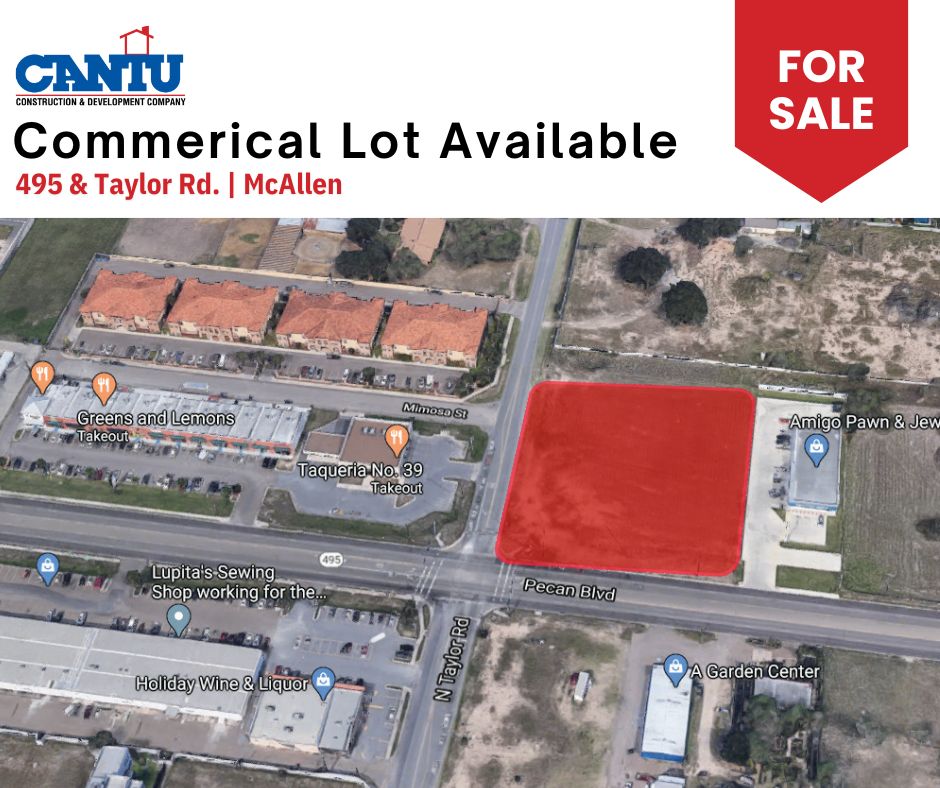 CANTU
CONSTRUCTION & DEVELOPMENT COMPANY
FOR
SALE
Commerical Lot Available
495 & Taylor Rd. | McAllen
Mimosa St
Greens and Lemons
Takeout
Amigo Pawn & Jew
Taqueria No. 39
Takeout
495
Lupita's Sewing
Shop working for the...
Pecan Blvd
N Taylor Rd
A Garden Center
Holiday Wine & Liquor